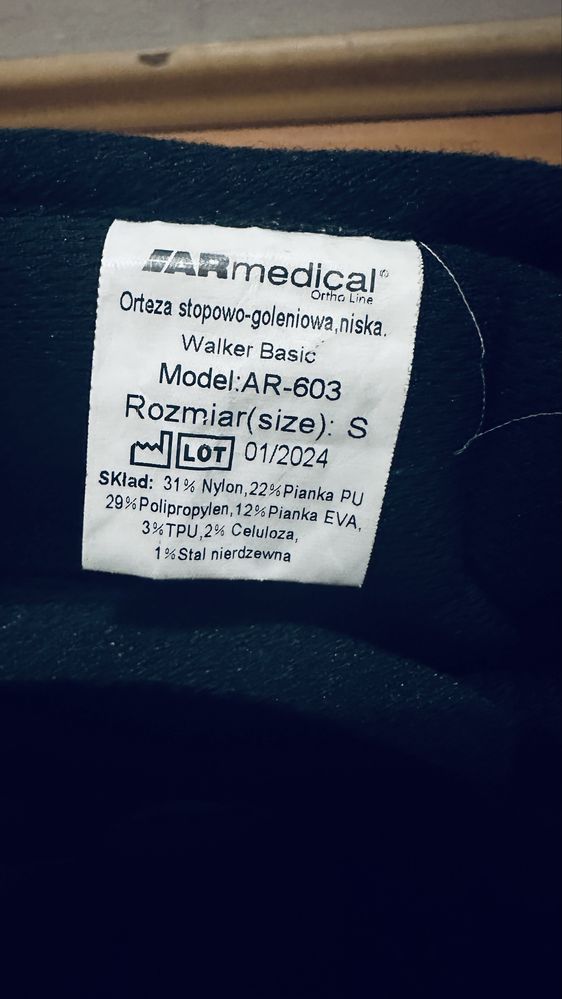 ARmedical®
Ortho Line
Orteza stopowo-goleniowa,niska.
Walker Basic
Model:AR-603
Rozmiar(size): S
LOT 01/2024
SKład: 31% Nylon,22%Pianka PU
29%Polipropylen,12%Pianka EVA,
3%TPU,2% Celuloza,
1%Stal nierdzewna